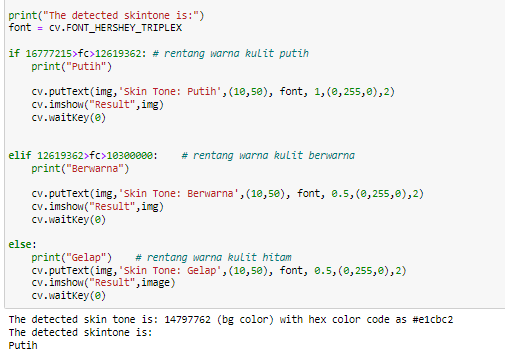 print("The detected skintone is:")
font = cv.FONT_HERSHEY_TRIPLEX
if 16777215>fc>12619362: # rentang warna kulit putih
print("Putih")
cv.putText(img,'Skin Tone: Putih',(10,50), font, 1,(0,255,0),2)
cv.imshow("Result",img)
cv.waitKey(0)
elif 12619362>fc>10300000: # rentang warna kulit berwarna
print("Berwarna")
cv.putText(img,'Skin Tone: Berwarna',(10,50), font, 0.5,(0,255,0),2)
cv.imshow("Result",img)
cv.waitKey(0)
else:
print("Gelap") # rentang warna kulit hitam
cv.putText(img,'Skin Tone: Gelap',(10,50), font, 0.5,(0,255,0),2)
cv.imshow("Result",image)
cv.waitKey(0)
The detected skin tone is: 14797762 (bg color) with hex color code as #e1cbc2
The detected skintone is:
Putih